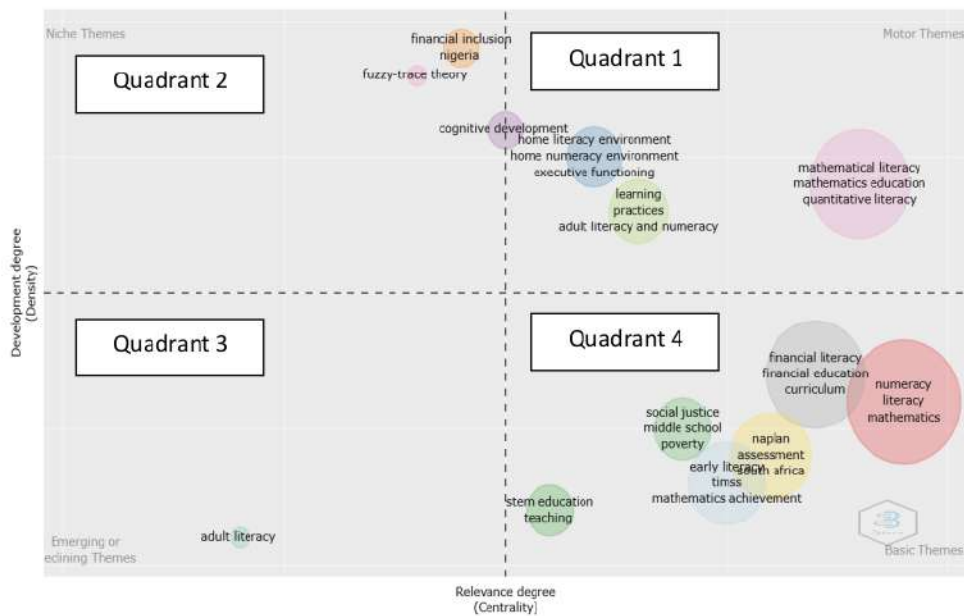 Niche Themes
financial inclusion
nigeria
Motor Themes
Quadrant 2
fuzzy-trace theory
Quadrant 1
cognitive development
home literacy environment
home numeracy environment
executive functioning
mathematical literacy
mathematics education
quantitative literacy
learning
practices
adult literacy and numeracy
Development degree
(Density)
Quadrant 3
Quadrant 4
financial literacy
financial education
curriculum
numeracy
literacy
mathematics
social justice
middle school
poverty
naplan
assessment
south africa
early literacy
timss
mathematics achievement
stem education
teaching
adult literacy
Emerging or
eclining Themes
Basic Themes
Relevance degree
(Centrality)